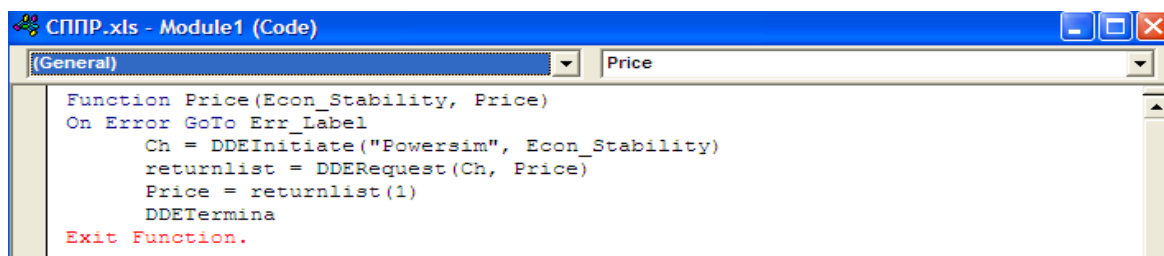 СППР.xls - Module1 (Code)
(General) Price
Function Price(Econ_Stability, Price)
On Error GoTo Err_Label
Ch = DDEInitiate("Powersim", Econ_Stability)
returnlist = DDERequest(Ch, Price)
Price = returnlist(1)
DDETermina
Exit Function.